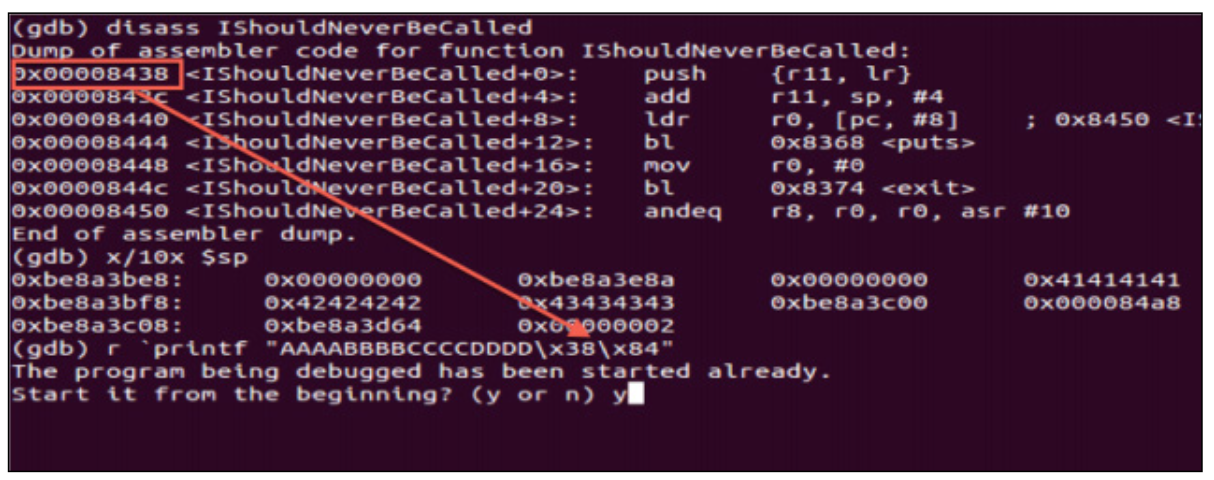 (gdb) disass IShouldNeverBeCalled
Dump of assembler code for function IShouldNeverBeCalled:
0x00008438 <IShouldNeverBeCalled+0>: push {r11, lr}
0x0000843c <IShouldNeverBeCalled+4>: add r11, sp, #4
0x00008440 <IShouldNeverBeCalled+8>: ldr r0, [pc, #8] ; 0x8450 <I
0x00008444 <IShouldNeverBeCalled+12>: bl 0x8368 <puts>
0x00008448 <IShouldNeverBeCalled+16>: mov r0, #0
0x0000844c <IShouldNeverBeCalled+20>: bl 0x8374 <exit>
0x00008450 <IShouldNeverBeCalled+24>: andeq r8, r0, r0, asr #10
End of assembler dump.
(gdb) x/10x $sp
0xbe8a3be8: 0x00000000 0xbe8a3e8a 0x00000000 0x41414141
0xbe8a3bf8: 0x42424242 0x43434343 0xbe8a3c00 0x000084a8
0xbe8a3c08: 0xbe8a3d64 0x00000002
(gdb) r `printf "AAAABBBBCCCCDDDD\x38\x84"
The program being debugged has been started already.
Start it from the beginning? (y or n) y